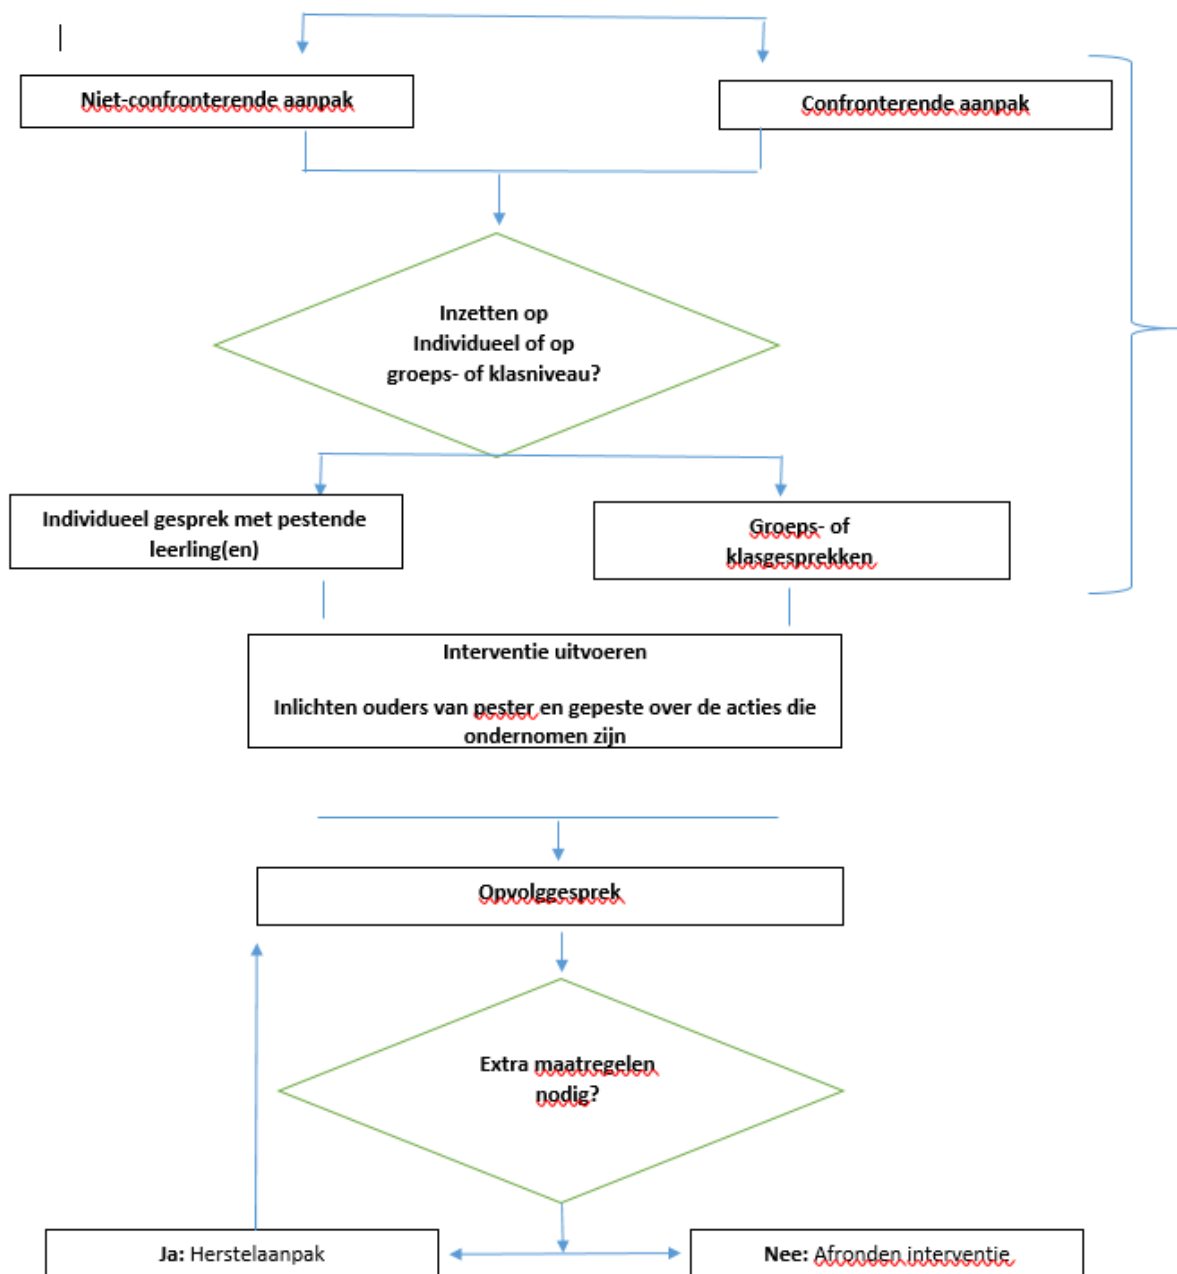 Niet-confronterende aanpak
Confronterende aanpak
Inzetten op
Individueel of op
groeps- of klasniveau?
Individueel gesprek met pestende
leerling(en)
Groeps- of
klasgesprekken
Interventie uitvoeren
Inlichten ouders van pester en gepeste over de acties die
ondernomen zijn
Opvolggesprek
Extra maatregelen
nodig?
Ja: Herstelaanpak
Nee: Afronden interventie